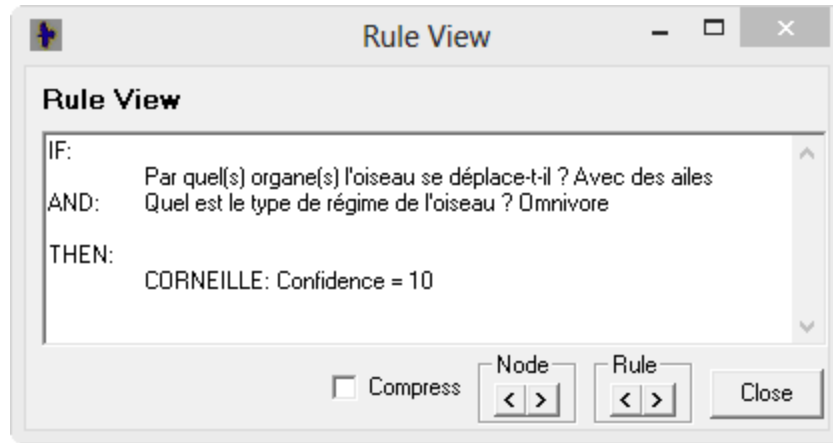 Rule View
Rule View
IF:
Par quel(s) organe(s) l'oiseau se déplace-t-il ? Avec des ailes
AND: Quel est le type de régime de l'oiseau ? Omnivore
THEN:
CORNEILLE: Confidence = 10
Compress
Node
< >
Rule
< >
Close